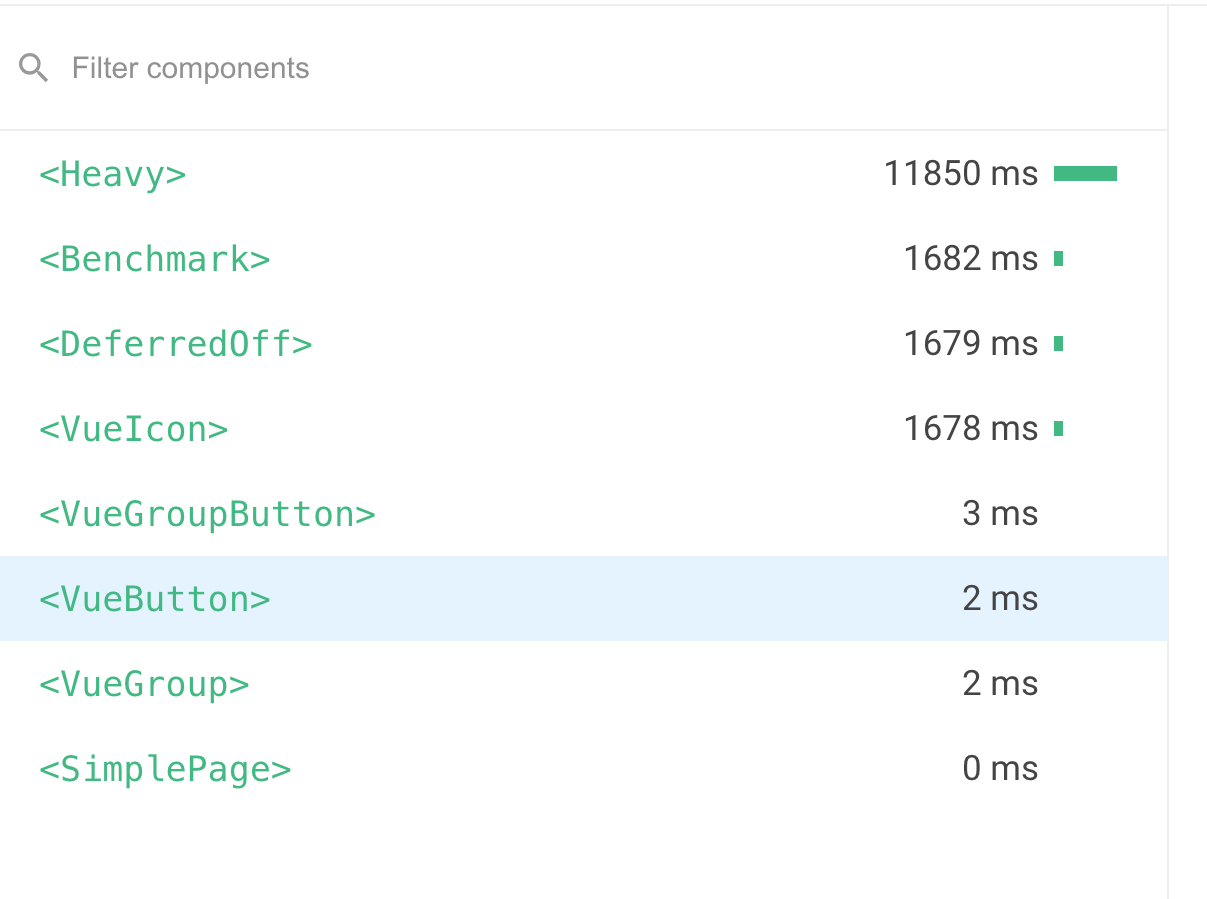 Filter components
<Heavy> 11850 ms
<Benchmark> 1682 ms
<DeferredOff> 1679 ms
<VueIcon> 1678 ms
<VueGroupButton> 3 ms
<VueButton> 2 ms
<VueGroup> 2 ms
<SimplePage> 0 ms